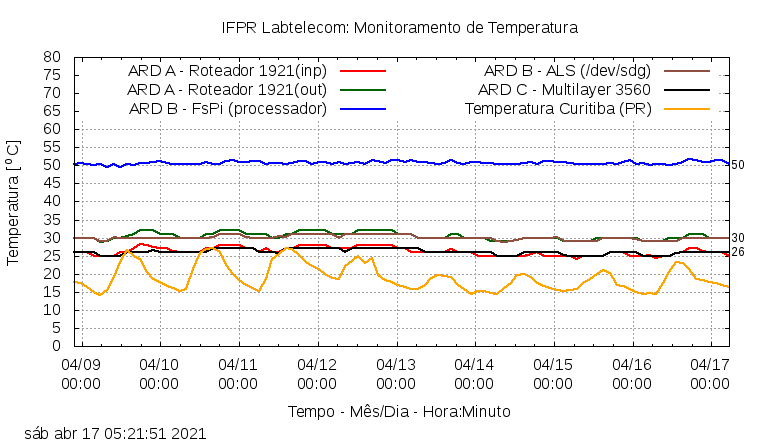 IFPR Labtelecom: Monitoramento de Temperatura
80
75
70
65
60
55
50
45
40
35
30
25
20
15
10
5
0
Temperatura [ºC]
ARD A - Roteador 1921(inp)
ARD A - Roteador 1921(out)
ARD B - FsPi (processador)
ARD B - ALS (/dev/sdg)
ARD C - Multilayer 3560
Temperatura Curitiba (PR)
50
30
26
04/09 04/10 04/11 04/12 04/13 04/14 04/15 04/16 04/17
00:00 00:00 00:00 00:00 00:00 00:00 00:00 00:00 00:00
Tempo - Mês/Dia - Hora:Minuto
sáb abr 17 05:21:51 2021